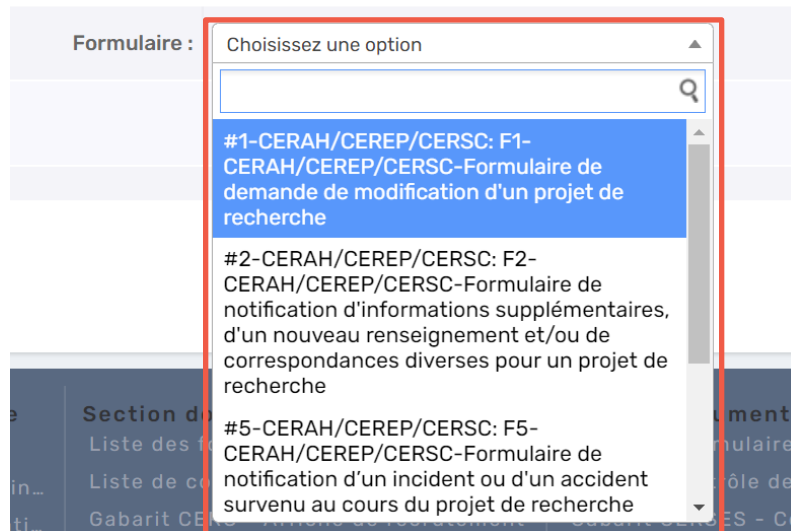 Formulaire :
Choisissez une option
#1-CERAH/CEREP/CERSC: F1-
CERAH/CEREP/CERSC-Formulaire de
demande de modification d'un projet de
recherche
#2-CERAH/CEREP/CERSC: F2-
CERAH/CEREP/CERSC-Formulaire de
notification d'informations supplémentaires,
d'un nouveau renseignement et/ou de
correspondances diverses pour un projet de
recherche
#5-CERAH/CEREP/CERSC: F5-
CERAH/CEREP/CERSC-Formulaire de
notification d’un incident ou d'un accident
survenu au cours du projet de recherche
Section
Liste des
Liste de
Gabarit